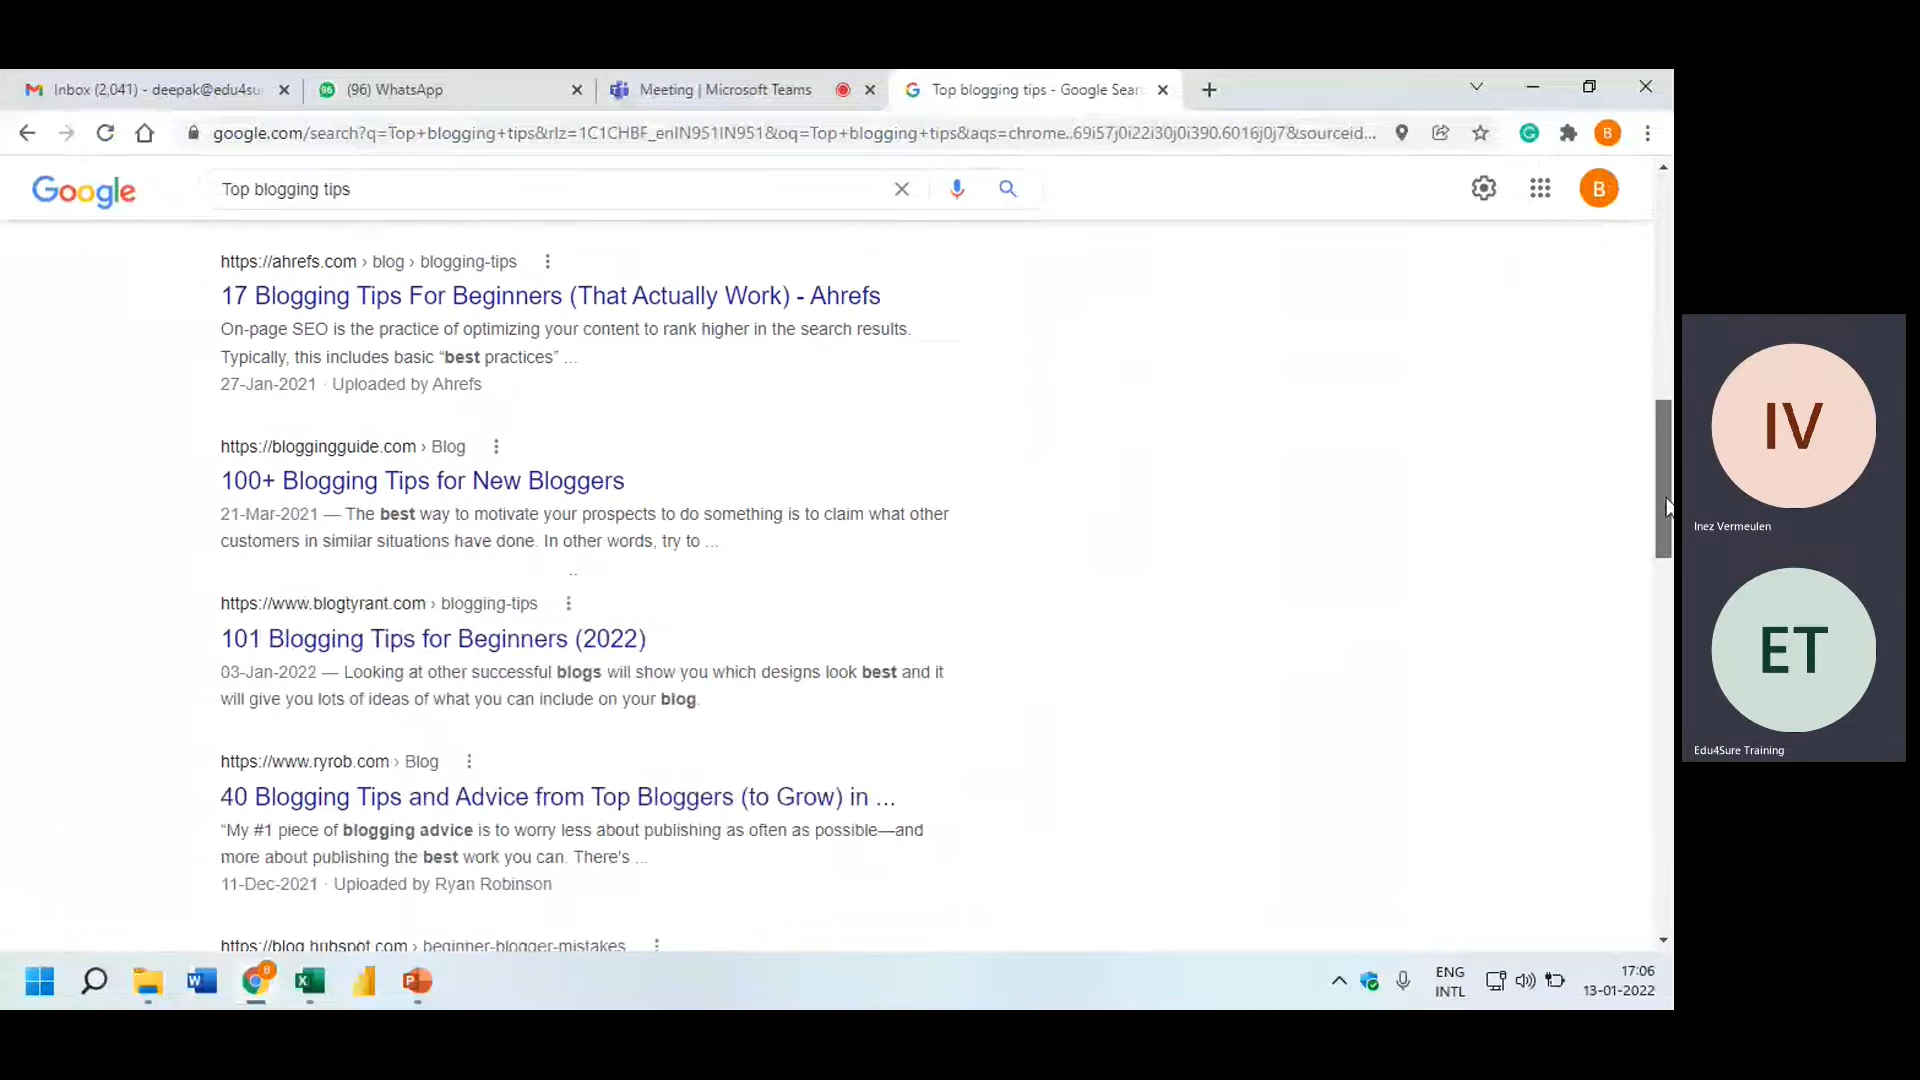 Inbox (2,041) - deepak@edu4su
(96) WhatsApp
Meeting | Microsoft Teams
Top blogging tips - Google Sear
google.com/search?q=Top+blogging+tips&rlz=1C1CHBF_enIN951IN951&oq=Top+blogging+tips&aqs=chrome..69i57j0i22i30j0i390.6016j0j7&sourceid...
B
Google
Top blogging tips
B
https://ahrefs.com › blog › blogging-tips
17 Blogging Tips For Beginners (That Actually Work) - Ahrefs
On-page SEO is the practice of optimizing your content to rank higher in the search results.
Typically, this includes basic “best practices” ...
27-Jan-2021 · Uploaded by Ahrefs
https://bloggingguide.com › Blog
100+ Blogging Tips for New Bloggers
21-Mar-2021 — The best way to motivate your prospects to do something is to claim what other
customers in similar situations have done. In other words, try to ...
https://www.blogtyrant.com › blogging-tips
101 Blogging Tips for Beginners (2022)
03-Jan-2022 — Looking at other successful blogs will show you which designs look best and it
will give you lots of ideas of what you can include on your blog.
https://www.ryrob.com › Blog
40 Blogging Tips and Advice from Top Bloggers (to Grow) in ...
“My #1 piece of blogging advice is to worry less about publishing as often as possible—and
more about publishing the best work you can. There's ...
11-Dec-2021 · Uploaded by Ryan Robinson
https://blog.hubspot.com › beginner-blogger-mistakes
IV
Inez Vermeulen
ET
Edu4Sure Training
ENG
INTL
17:06
13-01-2022